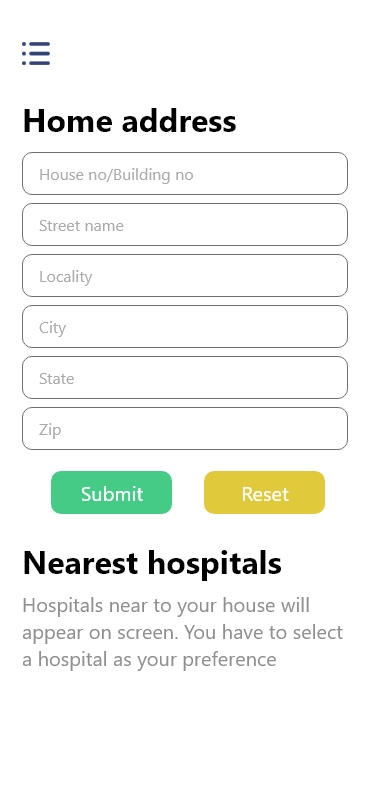 Home address
House no/Building no
Street name
Locality
City
State
Zip
Submit Reset
Nearest hospitals
Hospitals near to your house will
appear on screen. You have to select
a hospital as your preference